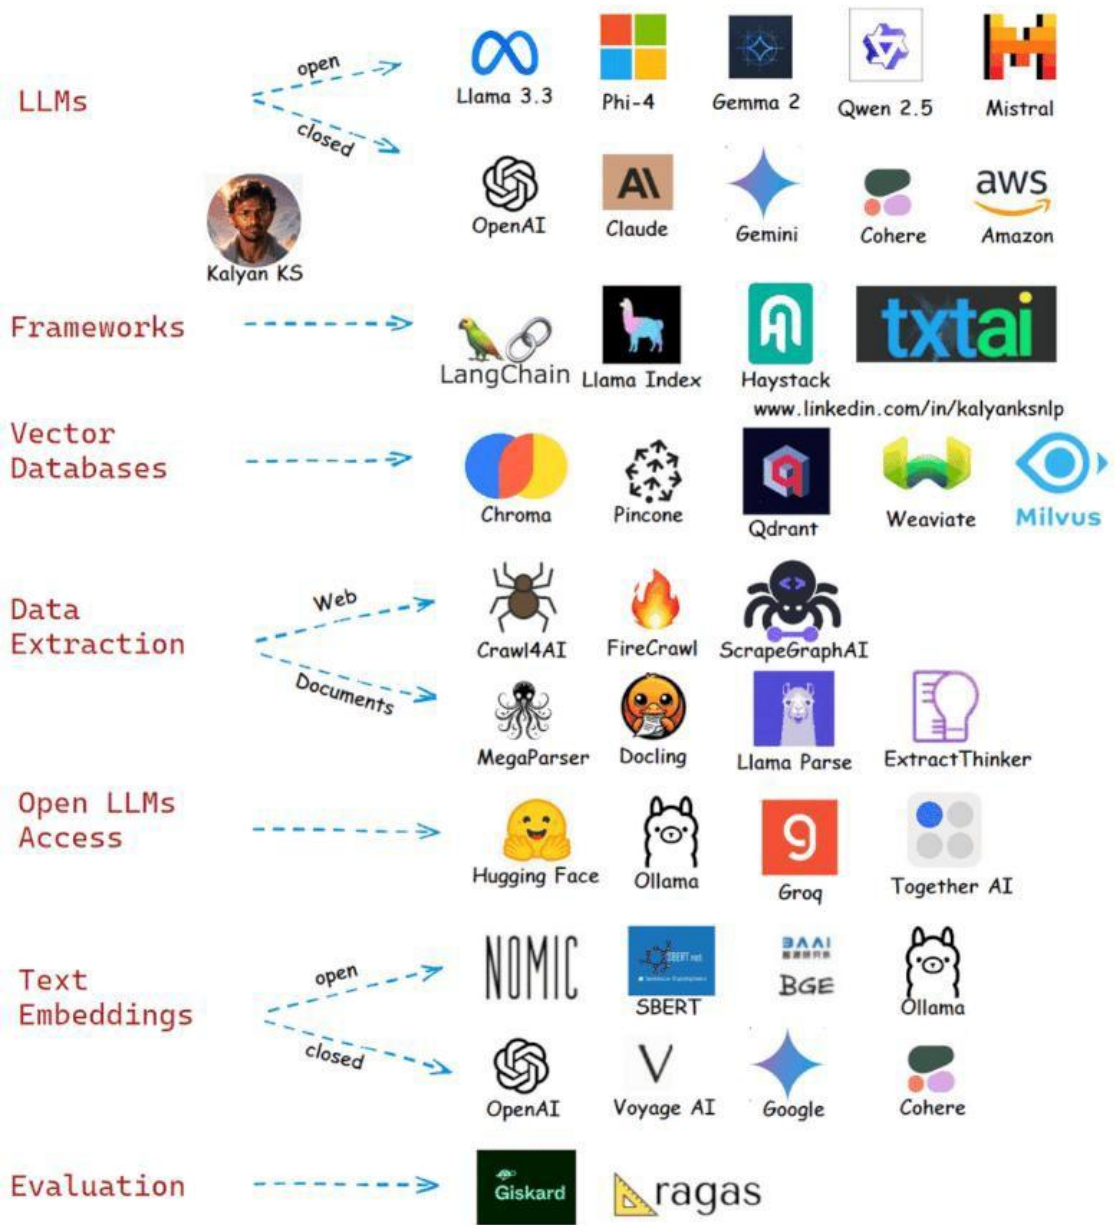 LLMs
open
closed
Llama 3.3
Phi-4
Gemma 2
Qwen 2.5
Mistral
OpenAI
Claude
Gemini
Cohere
aws
Amazon
Kalyan KS
Frameworks
LangChain
Llama Index
Haystack
txtai
www.linkedin.com/in/kalyanksnlp
Vector
Databases
Chroma
Pincone
Qdrant
Weaviate
Milvus
Data
Extraction
Web
Documents
Crawl4AI
FireCrawl
ScrapeGraphAI
MegaParser
Docling
Llama Parse
ExtractThinker
Open LLMs
Access
Hugging Face
Ollama
Groq
Together AI
Text
Embeddings
open
closed
NOMIC
SBERT.net
SBERT
BAAI
BGE
Ollama
OpenAI
Voyage AI
Google
Cohere
Evaluation
Giskard
ragas